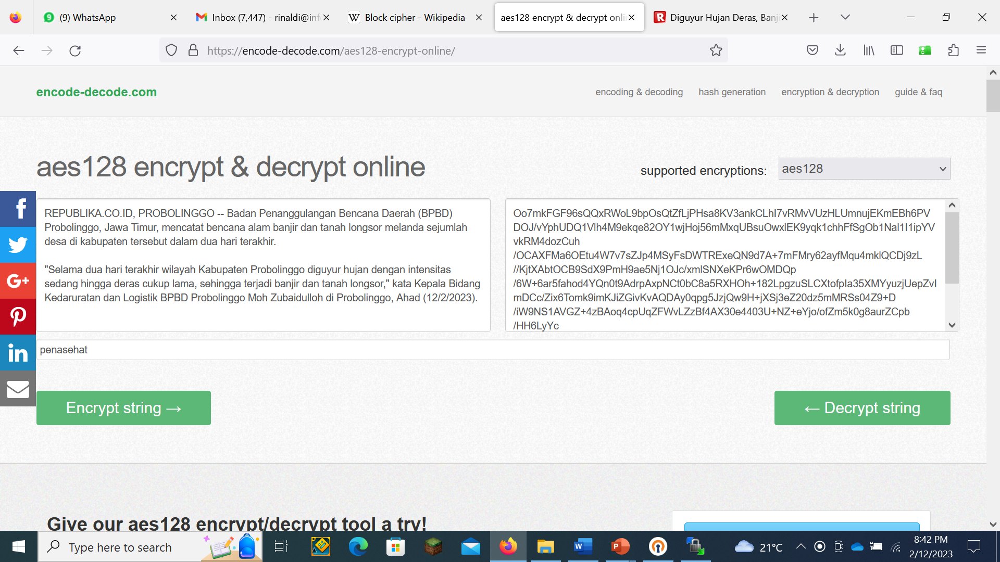 (9) WhatsApp
Inbox (7,447) - rinaldi@inf
Block cipher - Wikipedia
aes128 encrypt & decrypt onli
Diguyur Hujan Deras, Banj
https://encode-decode.com/aes128-encrypt-online/
encode-decode.com
encoding & decoding
hash generation
encryption & decryption
guide & faq
aes128 encrypt & decrypt online
supported encryptions:
aes128
REPUBLIKA.CO.ID, PROBOLINGGO -- Badan Penanggulangan Bencana Daerah (BPBD)
Probolinggo, Jawa Timur, mencatat bencana alam banjir dan tanah longsor melanda sejumlah
desa di kabupaten tersebut dalam dua hari terakhir.
"Selama dua hari terakhir wilayah Kabupaten Probolinggo diguyur hujan dengan intensitas
sedang hingga deras cukup lama, sehingga terjadi banjir dan tanah longsor," kata Kepala Bidang
Kedaruratan dan Logistik BPBD Probolinggo Moh Zubaidulloh di Probolinggo, Ahad (12/2/2023).
Oo7mkFGF96sQQxRWoL9bpOsQtZfLjPHsa8KV3ankCLhI7vRMvVUzHLUmnujEKmEBh6PV
DOJ/vYphUDQ1Vlh4M9ekqe82OY1wjHoj56mMxqUBsuOwxlEK9yqk1chhFfSgOb1Nal1I1ipYV
vkRM4dozCuh
/OCAXFMa6OEtu4W7v7sZJp4MSyFsDWTRExeQN9d7A+7mFMry62ayfMqu4mklQCDj9zL
//KjtXAbtOCB9SdX9PmH9ae5Nj1OJc/xmlSNXeKPr6wOMDQp
/6W+6ar5fahod4YQn0t9AdrpAxpNCt0bC8a5RXHOh+182LpgzuSLCXtofpIa35XMYyuzjUepZvI
mDCc/Zix6Tomk9imKJiZGivKvAQDAy0qpg5JzjQw9H+jXSj3eZ20dz5mMRSs04Z9+D
/iW9NS1AVGZ+4zBAoq4cpUqZFWvLZzBf4AX30e4403U+NZ+eYjo/ofZm5k0g8aurZCpb
/HH6LyYc
penasehat
Encrypt string →
← Decrypt string
Give our aes128 encrypt/decrypt tool a try!
Type here to search
21°C
8:42 PM
2/12/2023